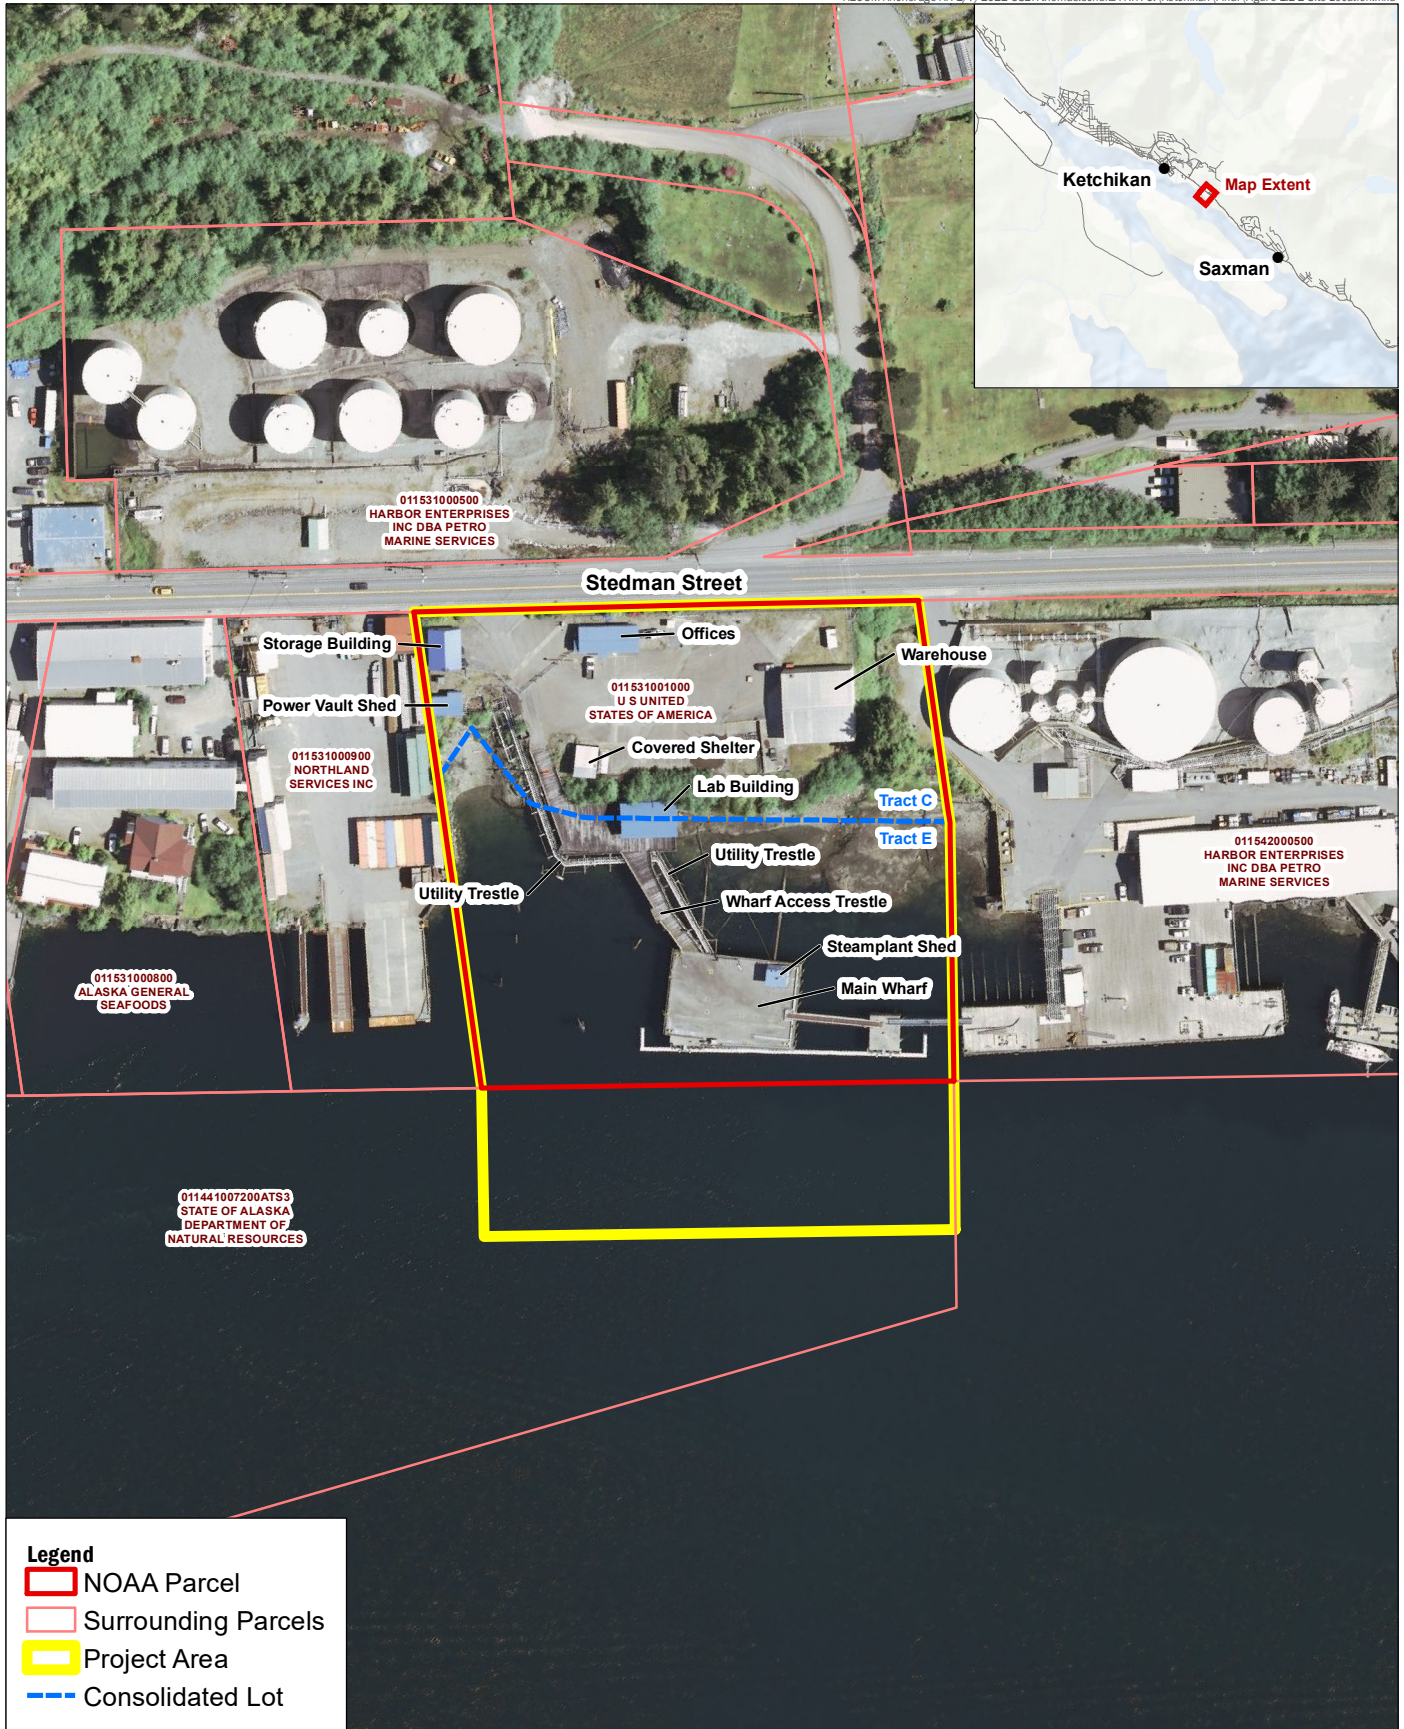 Ketchikan
Map Extent
Saxman
011531000500
HARBOR ENTERPRISES
INC DBA PETRO
MARINE SERVICES
Stedman Street
Storage Building
Offices
Warehouse
Power Vault Shed
011531001000
U S UNITED
STATES OF AMERICA
Covered Shelter
011531000900
NORTHLAND
SERVICES INC
Lab Building
Tract C
Tract E
Utility Trestle
Utility Trestle
Wharf Access Trestle
011542000500
HARBOR ENTERPRISES
INC DBA PETRO
MARINE SERVICES
Steamplant Shed
Main Wharf
011531000800
ALASKA GENERAL
SEAFOODS
011441007200ATS3
STATE OF ALASKA
DEPARTMENT OF
NATURAL RESOURCES
Legend
NOAA Parcel
Surrounding Parcels
Project Area
Consolidated Lot